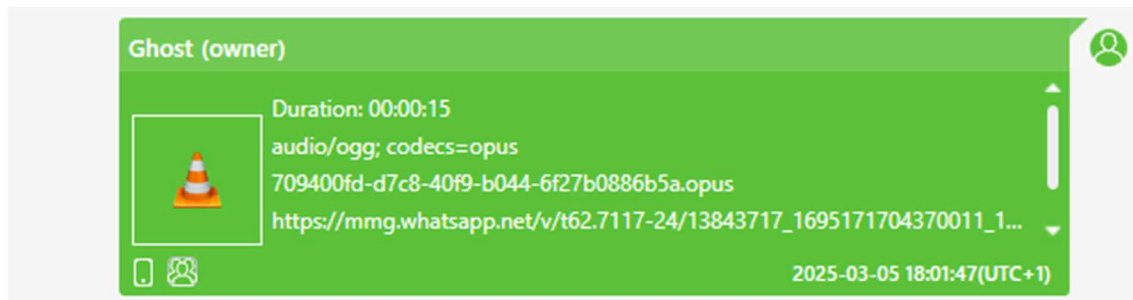 Ghost (owner)
Duration: 00:00:15
audio/ogg; codecs=opus
709400fd-d7c8-40f9-b044-6f27b0886b5a.opus
https://mmg.whatsapp.net/v/t62.7117-24/13843717_1695171704370011_1...
2025-03-05 18:01:47(UTC+1)